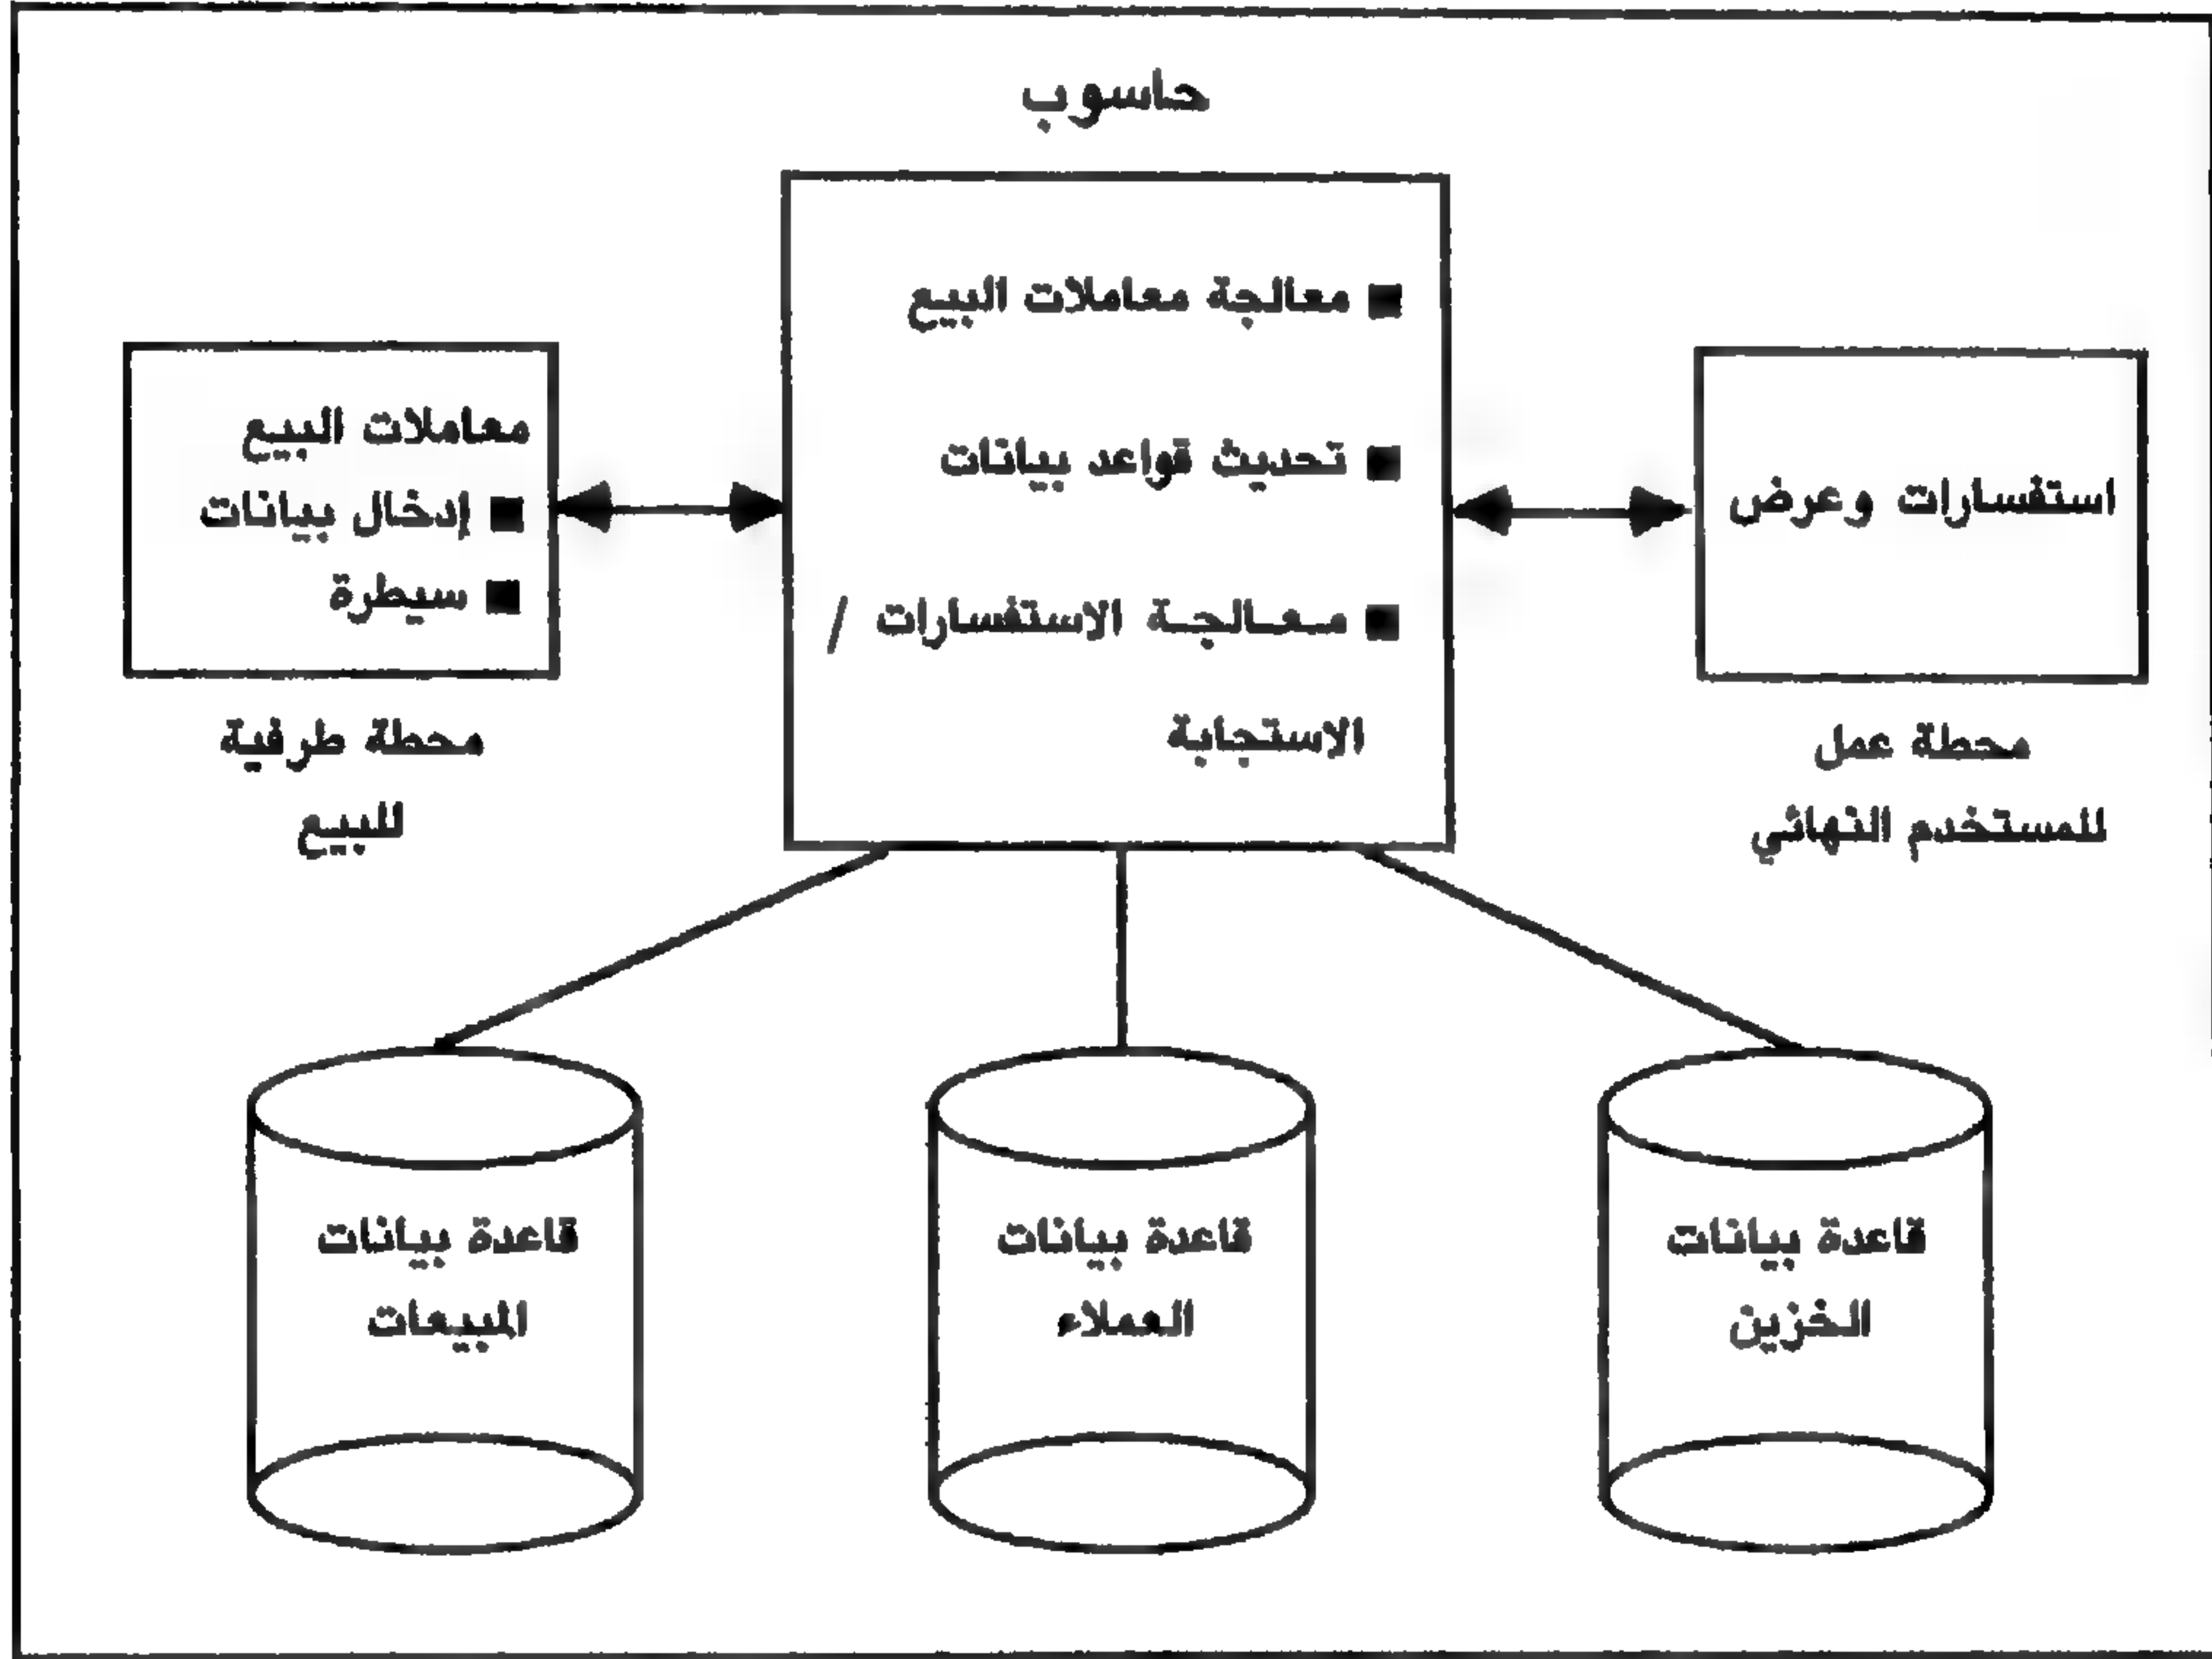 حاسوب
■ معالجة معاملات البيع
■ تحديث قواعد بيانات
■ معالجة الاستفسارات /
الاستجابة
استفسارات وعرض
محطة عمل
للمستخدم النهائي
معاملات البيع
■ إدخال بيانات
■ سيطرة
محطة طرفية
للبيع
قاعدة بيانات
الخزين
قاعدة بيانات
العملاء
قاعدة بيانات
المبيعات